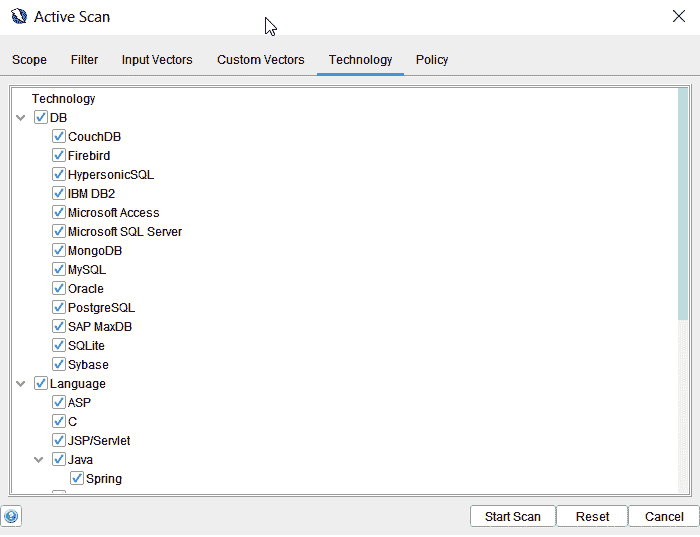 Active Scan
Scope Filter Input Vectors Custom Vectors Technology Policy
Technology
DB
CouchDB
Firebird
HypersonicSQL
IBM DB2
Microsoft Access
Microsoft SQL Server
MongoDB
MySQL
Oracle
PostgreSQL
SAP MaxDB
SQLite
Sybase
Language
ASP
C
JSP/Servlet
Java
Spring
Start Scan Reset Cancel